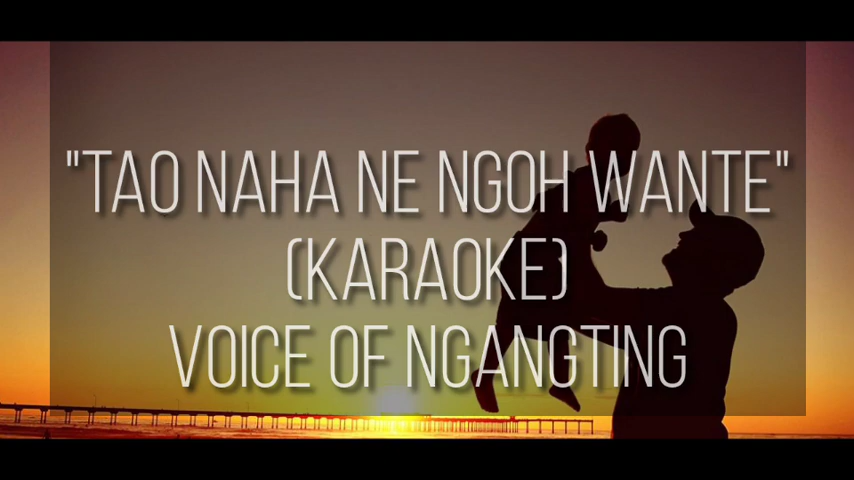 "TAO NAHA NE NGOH WANTE"
(KARAOKE)
VOICE OF NGANGTING